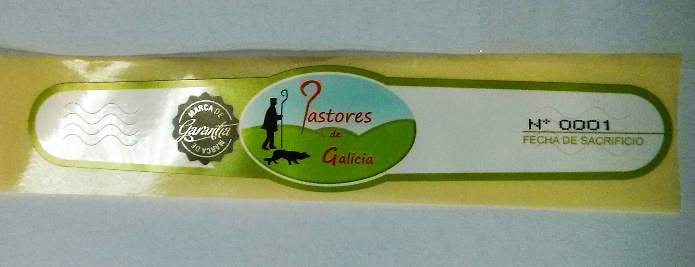 MARCA DE
Garantía
MARCA DE
Pastores
de
Galicia
Nº 0001
FECHA DE SACRIFICIO